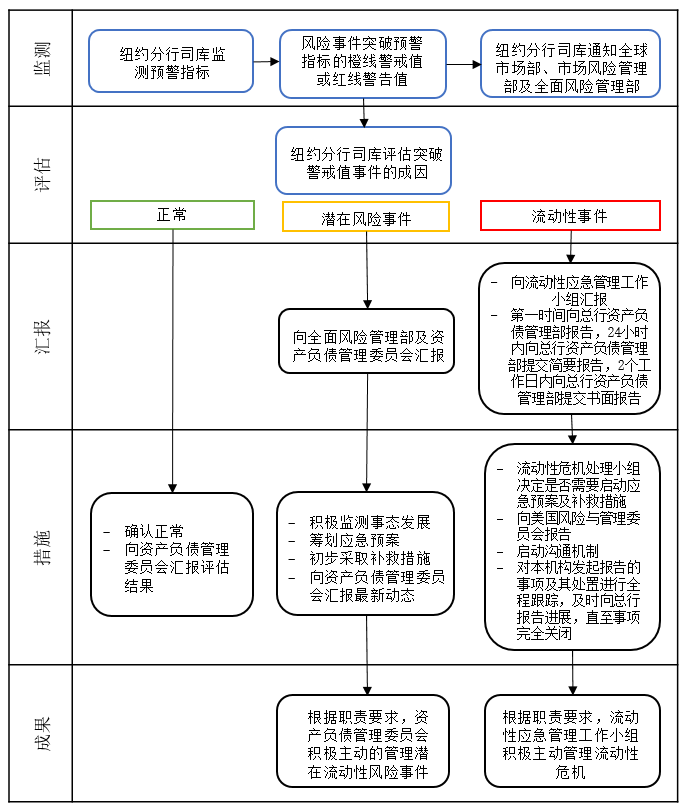 监测
纽约分行司库监
测预警指标
风险事件突破预警
指标的橙线警戒值
或红线警告值
纽约分行司库通知全球
市场部、市场风险管理
部及全面风险管理部
评估
纽约分行司库评估突破
警戒值事件的成因
正常
潜在风险事件
流动性事件
汇报
向全面风险管理部及资
产负债管理委员会汇报
- 向流动性应急管理工作
小组汇报
- 第一时间向总行资产负
债管理部报告，24小时
内向总行资产负债管理
部提交简要报告，2个工
作日内向总行资产负债
管理部提交书面报告
措施
- 确认正常
- 向资产负债管理
委员会汇报评估
结果
- 积极监测事态发展
- 筹划应急预案
- 初步采取补救措施
- 向资产负债管理委员
会汇报最新动态
- 流动性危机处理小组
决定是否需要启动应
急预案及补救措施
- 向美国风险与管理委
员会报告
- 启动沟通机制
- 对本机构发起报告的
事项及其处置进行全
程跟踪，及时向总行
报告进展，直至事项
完全关闭
成果
根据职责要求，资
产负债管理委员会
积极主动的管理潜
在流动性风险事件
根据职责要求，流动
性应急管理工作小组
积极主动管理流动性
危机